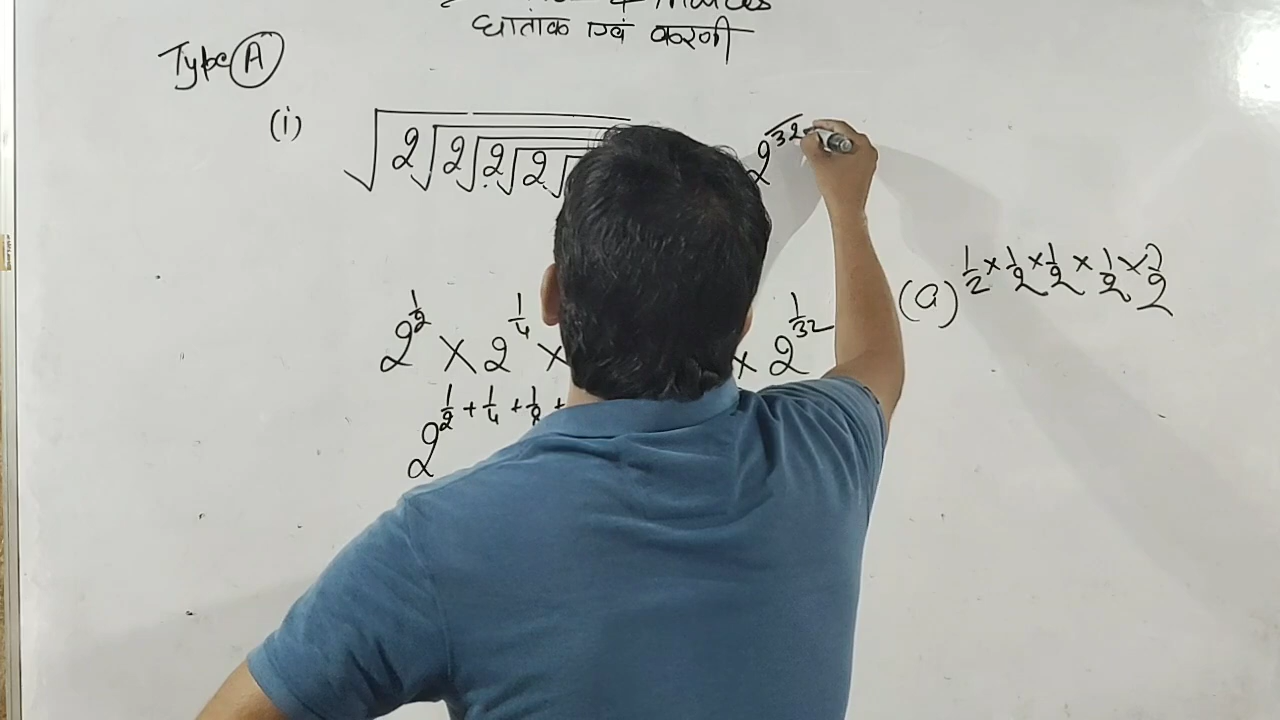 घातांक एवं करणी
Type A
(i) √2√2√2√2√ 2^32
(a)^1/2 × 1/2 × 1/2 × 1/2 × 1/2
2^1/2 × 2^1/4 × × 2^1/32
2^1/2 + 1/4 + 1/8 +